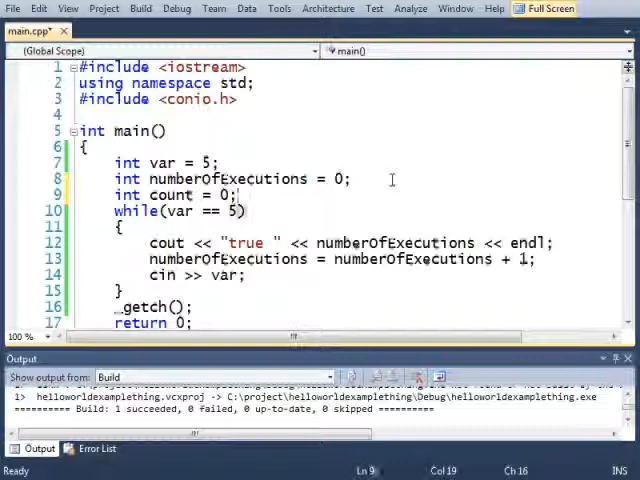 File Edit View Project Build Debug Team Data Tools Architecture Test Analyze Window Help Full Screen
main.cpp*
(Global Scope) main()
1 #include <iostream>
2 using namespace std;
3 #include <conio.h>
4
5 int main()
6 {
7 int var = 5;
8 int numberOfExecutions = 0;
9 int count = 0;
10 while(var == 5)
11 {
12 cout << "true " << numberOfExecutions << endl;
13 numberOfExecutions = numberOfExecutions + 1;
14 cin >> var;
15 }
16 _getch();
17 return 0;
100 %
Output
Show output from: Build
1> helloworldexamplething.vcxproj -> C:\project\helloworldexamplething\Debug\helloworldexamplething.exe
========== Build: 1 succeeded, 0 failed, 0 up-to-date, 0 skipped ==========
Output Error List
Ready Ln 9 Col 19 Ch 16 INS